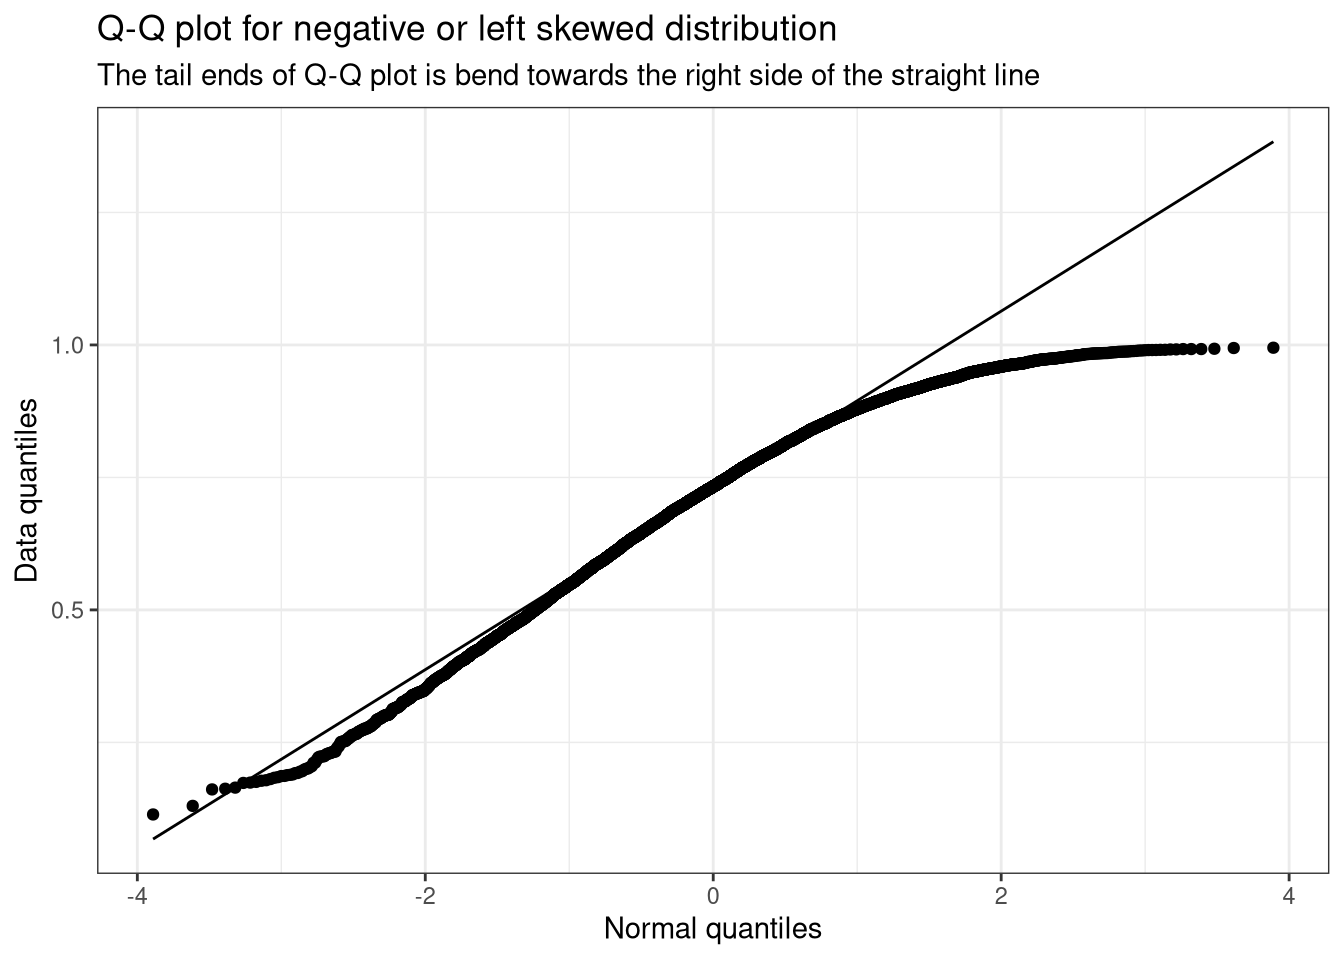 Q-Q plot for negative or left skewed distribution
The tail ends of Q-Q plot is bend towards the right side of the straight line
1.0
Data quantiles
0.5
-4 -2 0 2 4
Normal quantiles